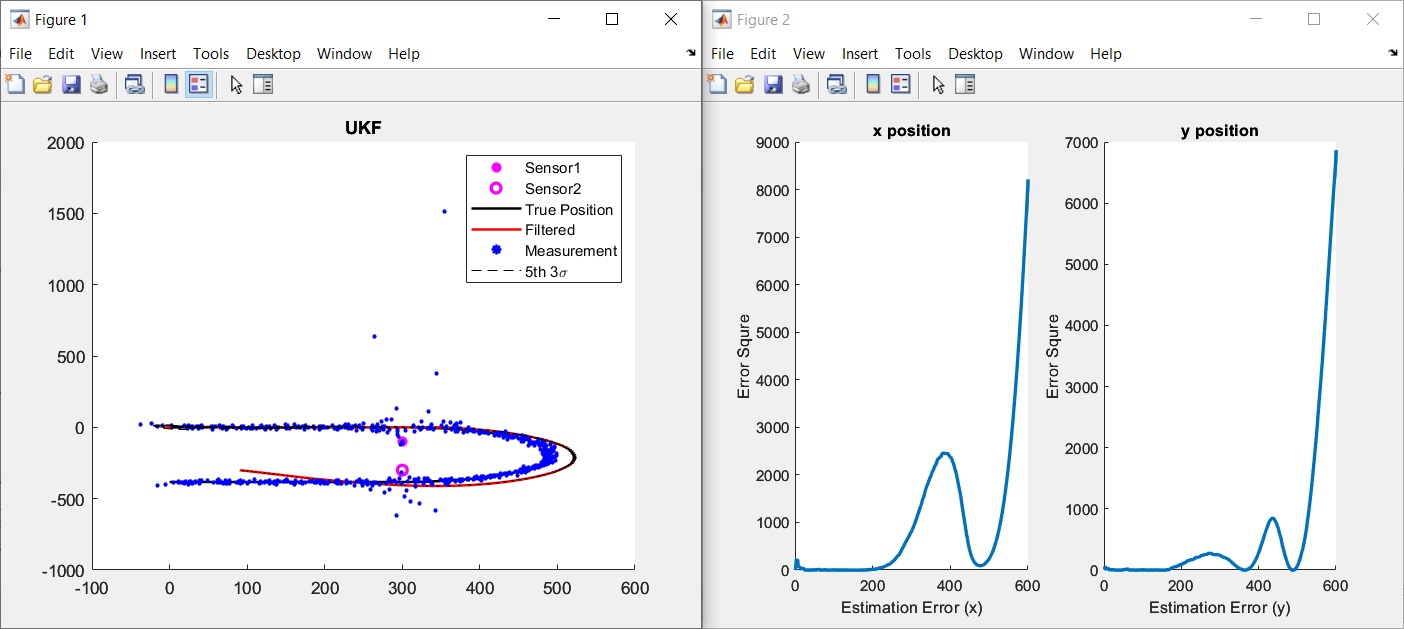 Figure 1
File Edit View Insert Tools Desktop Window Help
UKF
2000
1500
1000
500
0
-500
-1000
-100 0 100 200 300 400 500 600
Sensor1
Sensor2
True Position
Filtered
Measurement
5th 3σ
Figure 2
File Edit View Insert Tools Desktop Window Help
x position
9000
8000
7000
6000
5000
4000
3000
2000
1000
0
0 200 400 600
Error Squre
Estimation Error (x)
y position
7000
6000
5000
4000
3000
2000
1000
0
0 200 400 600
Error Squre
Estimation Error (y)